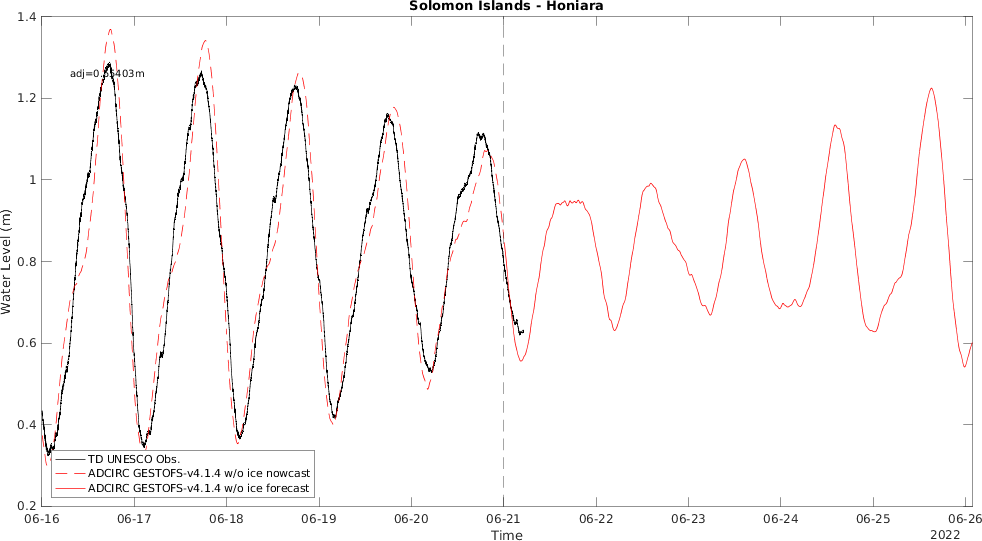 Solomon Islands - Honiara
1.4
1.2
1
0.8
0.6
0.4
0.2
Water Level (m)
TD UNESCO Obs.
ADCIRC GESTOFS-v4.1.4 w/o ice nowcast
ADCIRC GESTOFS-v4.1.4 w/o ice forecast
06-16 06-17 06-18 06-19 06-20 06-21 06-22 06-23 06-24 06-25 06-26
Time
2022